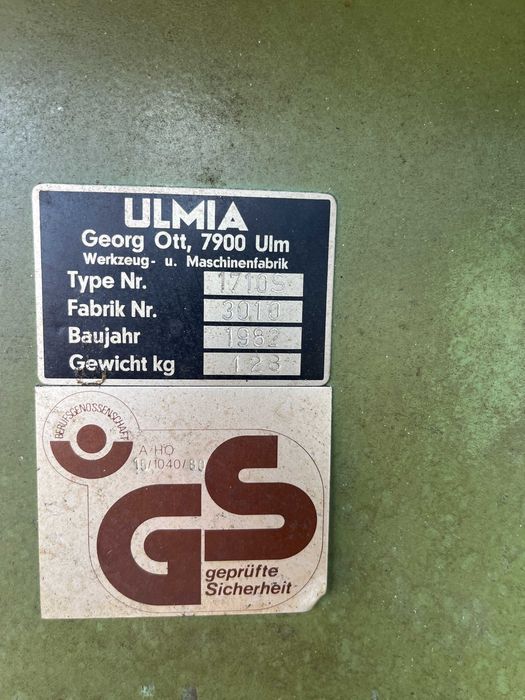 ULMIA
Georg Ott, 7900 Ulm
Werkzeug- u. Maschinenfabrik
Type Nr. 1710S
Fabrik Nr. 3010
Baujahr 1982
Gewicht kg 128
BERUFSGENOSSENSCHAFT
A/HO
10/1040/80
GS
geprüfte
Sicherheit